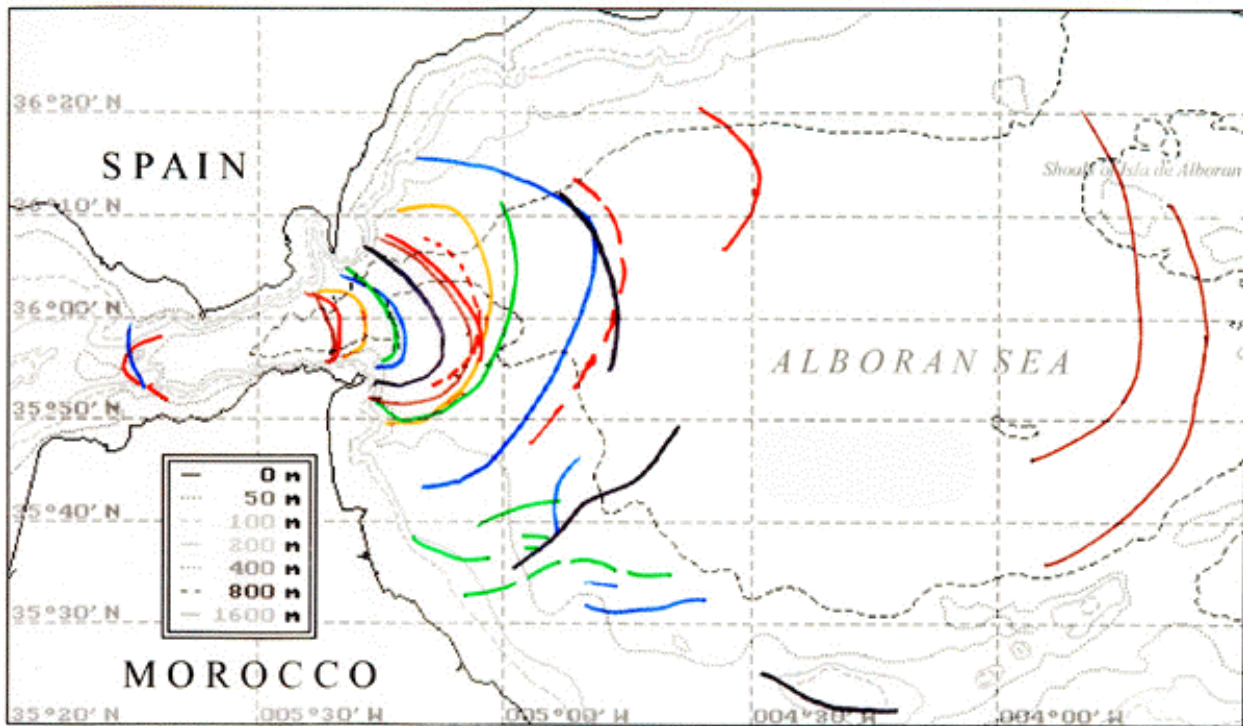 36°20' N
SPAIN
Shoals of Isla de Alboran
36°10' N
36°00' N
ALBORAN SEA
35°50' N
0 m
50 m
100 m
200 m
400 m
800 m
1600 m
35°40' N
35°30' N
MOROCCO
35°20' N
005°30' W
005°00' W
004°30' W
004°00' W